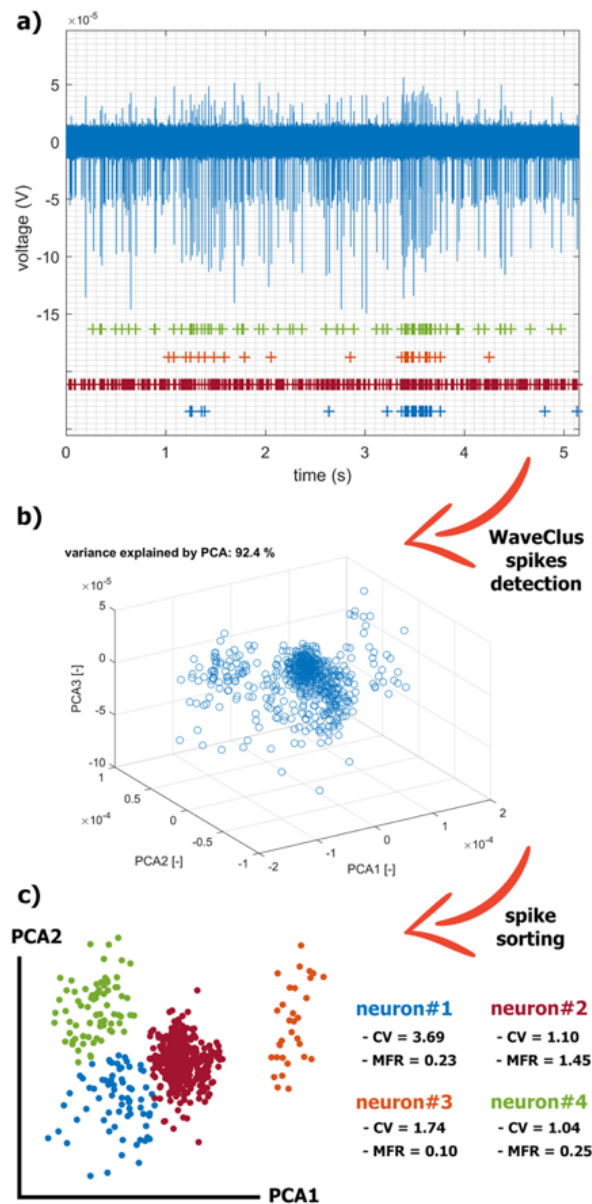 a)
×10⁻⁵
5
0
-5
-10
-15
voltage (V)
0 1 2 3 4 5
time (s)
WaveClus
spikes
detection
b)
variance explained by PCA: 92.4 %
×10⁻⁵
5
0
-5
-10
PCA3 [-]
1
0.5
0
-0.5
-1
×10⁻⁴
PCA2 [-]
-2
-1
0
1
2
×10⁻⁴
PCA1 [-]
spike
sorting
c)
PCA2
PCA1
neuron#1 neuron#2
- CV = 3.69 - CV = 1.10
- MFR = 0.23 - MFR = 1.45
neuron#3 neuron#4
- CV = 1.74 - CV = 1.04
- MFR = 0.10 - MFR = 0.25